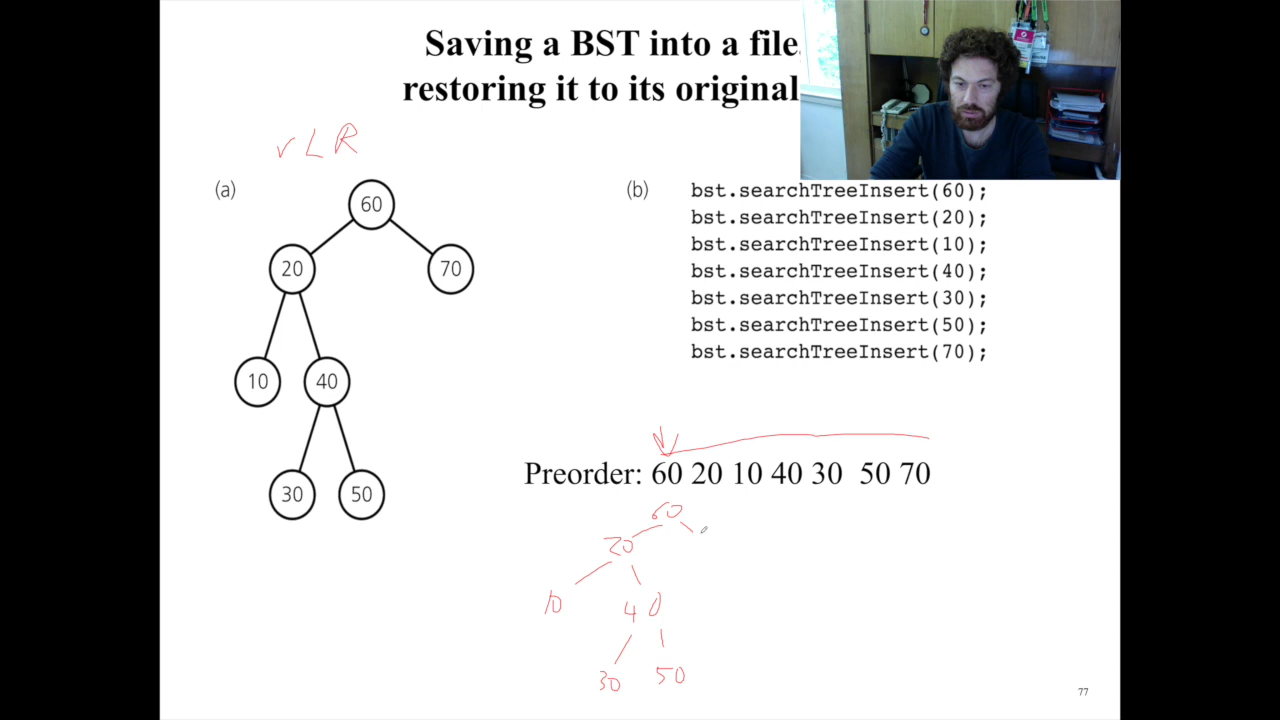 Saving a BST into a file,
restoring it to its original
r L R
(a)
60
20
70
10
40
30
50
(b)
bst.searchTreeInsert(60);
bst.searchTreeInsert(20);
bst.searchTreeInsert(10);
bst.searchTreeInsert(40);
bst.searchTreeInsert(30);
bst.searchTreeInsert(50);
bst.searchTreeInsert(70);
Preorder: 60 20 10 40 30 50 70
60
20
10
40
30
50
77